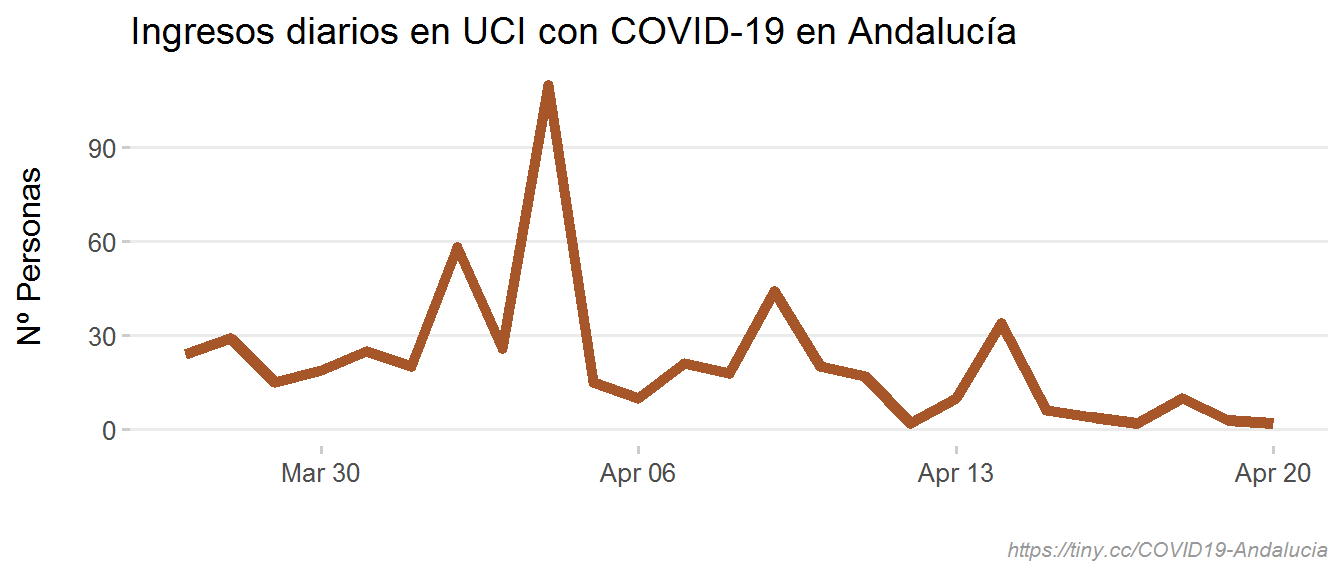 Ingresos diarios en UCI con COVID-19 en Andalucía
Nº Personas
90
60
30
0
Mar 30 Apr 06 Apr 13 Apr 20
https://tiny.cc/COVID19-Andalucia